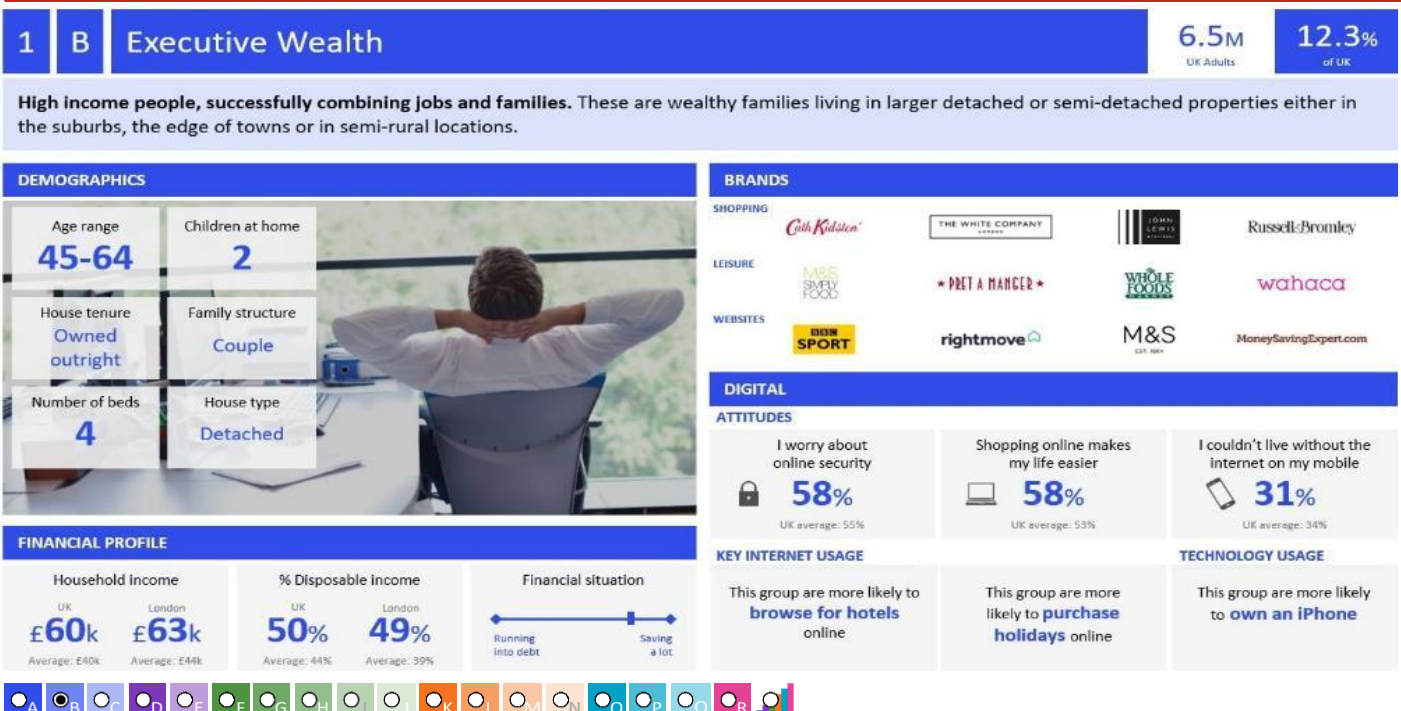 1 B Executive Wealth
6.5M
UK Adults
12.3%
of UK
High income people, successfully combining jobs and families. These are wealthy families living in larger detached or semi-detached properties either in
the suburbs, the edge of towns or in semi-rural locations.
DEMOGRAPHICS
Age range
45-64
Children at home
2
House tenure
Owned
outright
Family structure
Couple
Number of beds
4
House type
Detached
FINANCIAL PROFILE
Household income
UK London
£60k £63k
Average: £40k Average: £44k
% Disposable income
UK London
50% 49%
Average: 44% Average: 39%
Financial situation
Running
into debt
Saving
a lot
BRANDS
SHOPPING
Cath Kidston
THE WHITE COMPANY
LONDON
JOHN
LEWIS
Russell & Bromley
LEISURE
M&S
SIMPLY
FOOD
PRET A MANGER
WHOLE
FOODS
MARKET
wahaca
WEBSITES
BBC
SPORT
rightmove
M&S
EST. 1884
MoneySavingExpert.com
DIGITAL
ATTITUDES
I worry about
online security
58%
UK average: 55%
Shopping online makes
my life easier
58%
UK average: 53%
I couldn't live without the
internet on my mobile
31%
UK average: 34%
KEY INTERNET USAGE
This group are more likely to
browse for hotels
online
This group are more
likely to purchase
holidays online
TECHNOLOGY USAGE
This group are more likely
to own an iPhone
A B C D E F G H I J K L M N O P Q R